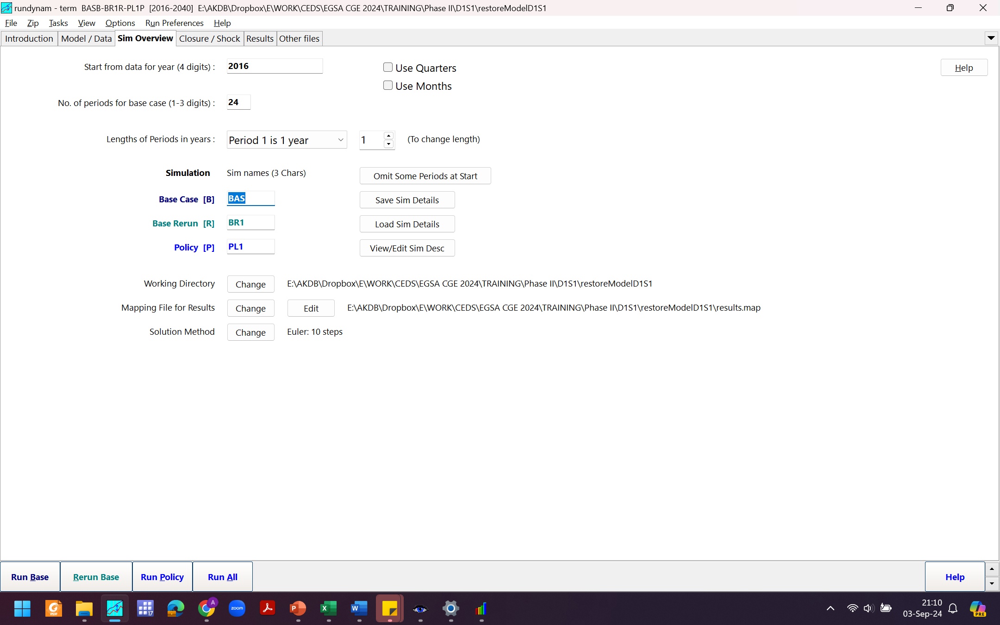 rundynam - term BASB-BR1R-PL1P [2016-2040] E:\AKDB\Dropbox\E\WORK\CEDS\EGSA CGE 2024\TRAINING\Phase II\D1S1\restoreModelD1S1
File Zip Tasks View Options Run Preferences Help
Introduction Model / Data Sim Overview Closure / Shock Results Other files
Start from data for year (4 digits) : 2016 Use Quarters Help
Use Months
No. of periods for base case (1-3 digits) : 24
Lengths of Periods in years : Period 1 is 1 year 1 (To change length)
Simulation Sim names (3 Chars) Omit Some Periods at Start
Base Case [B] BAS Save Sim Details
Base Rerun [R] BR1 Load Sim Details
Policy [P] PL1 View/Edit Sim Desc
Working Directory Change E:\AKDB\Dropbox\E\WORK\CEDS\EGSA CGE 2024\TRAINING\Phase II\D1S1\restoreModelD1S1
Mapping File for Results Change Edit E:\AKDB\Dropbox\E\WORK\CEDS\EGSA CGE 2024\TRAINING\Phase II\D1S1\restoreModelD1S1\results.map
Solution Method Change Euler: 10 steps
Run Base Rerun Base Run Policy Run All Help
PDF 17 A zoom P X W 21:10 PRE
03-Sep-24